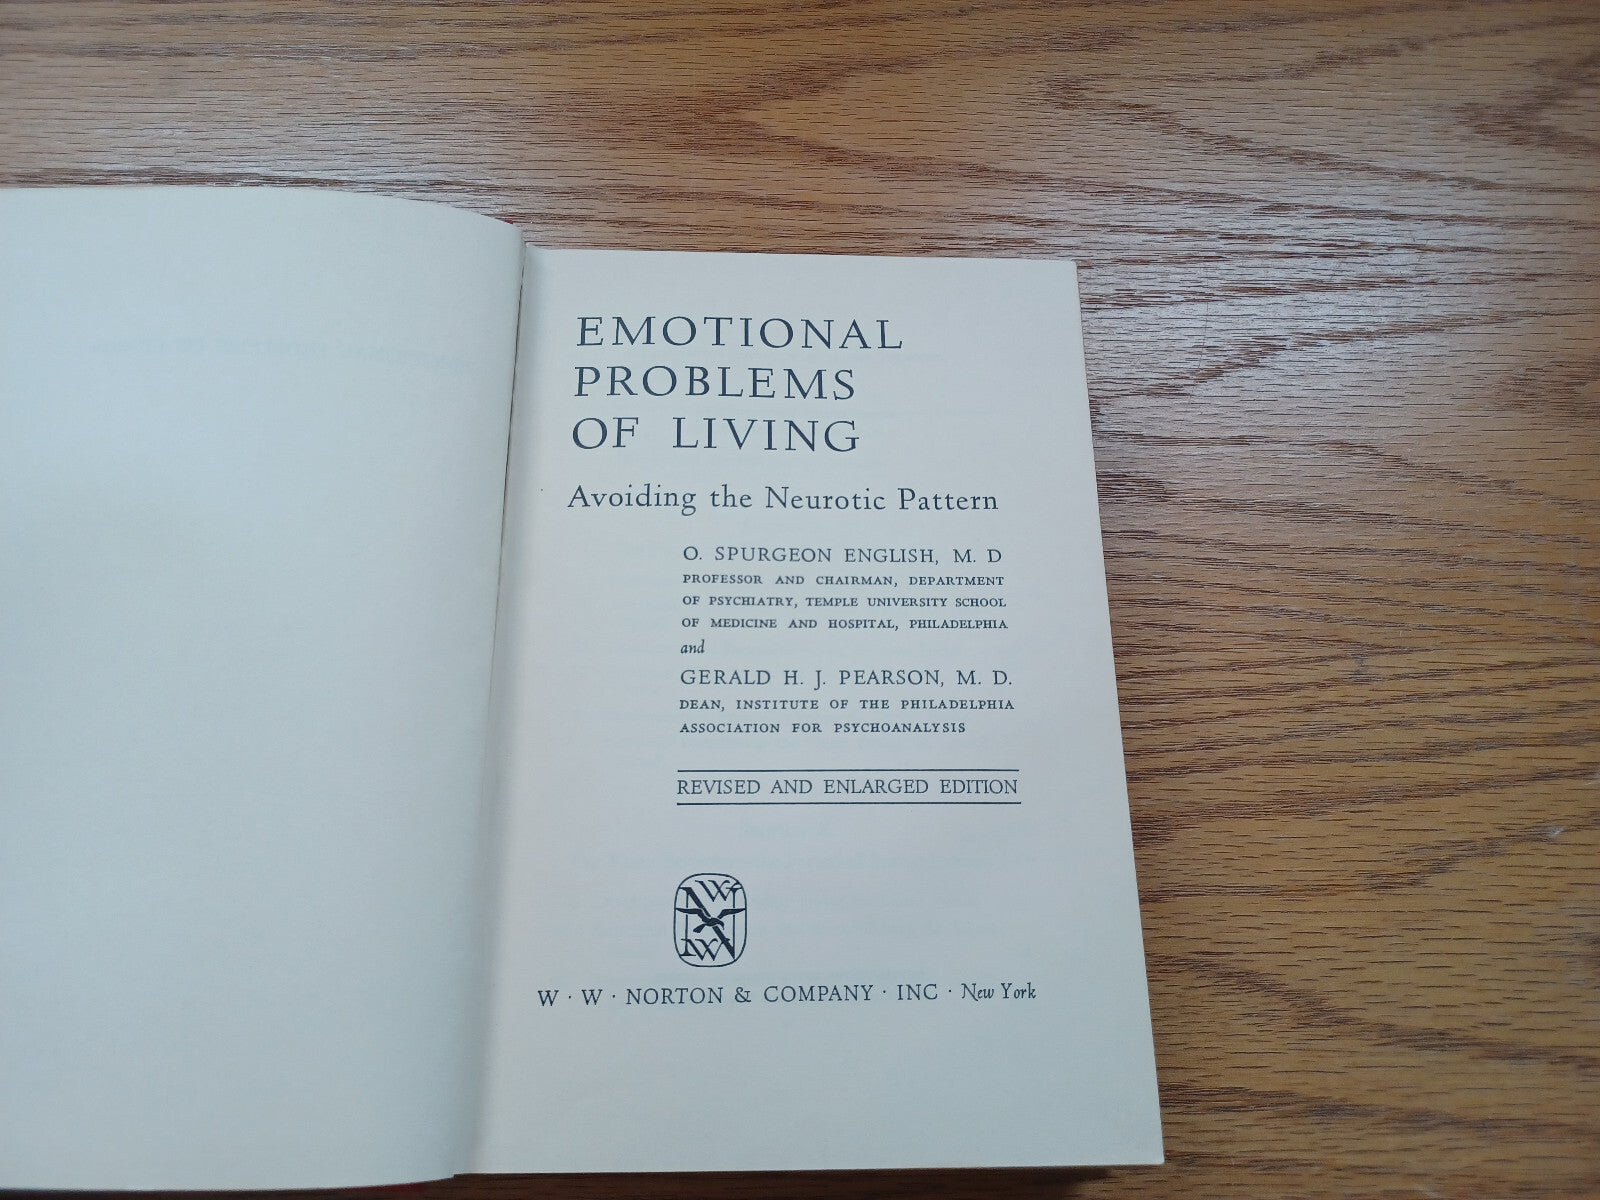 EMOTIONAL
PROBLEMS
OF LIVING
Avoiding the Neurotic Pattern
O. SPURGEON ENGLISH, M. D
PROFESSOR AND CHAIRMAN, DEPARTMENT
OF PSYCHIATRY, TEMPLE UNIVERSITY SCHOOL
OF MEDICINE AND HOSPITAL, PHILADELPHIA
and
GERALD H. J. PEARSON, M. D.
DEAN, INSTITUTE OF THE PHILADELPHIA
ASSOCIATION FOR PSYCHOANALYSIS
REVISED AND ENLARGED EDITION
W · W · NORTON & COMPANY · INC · New York